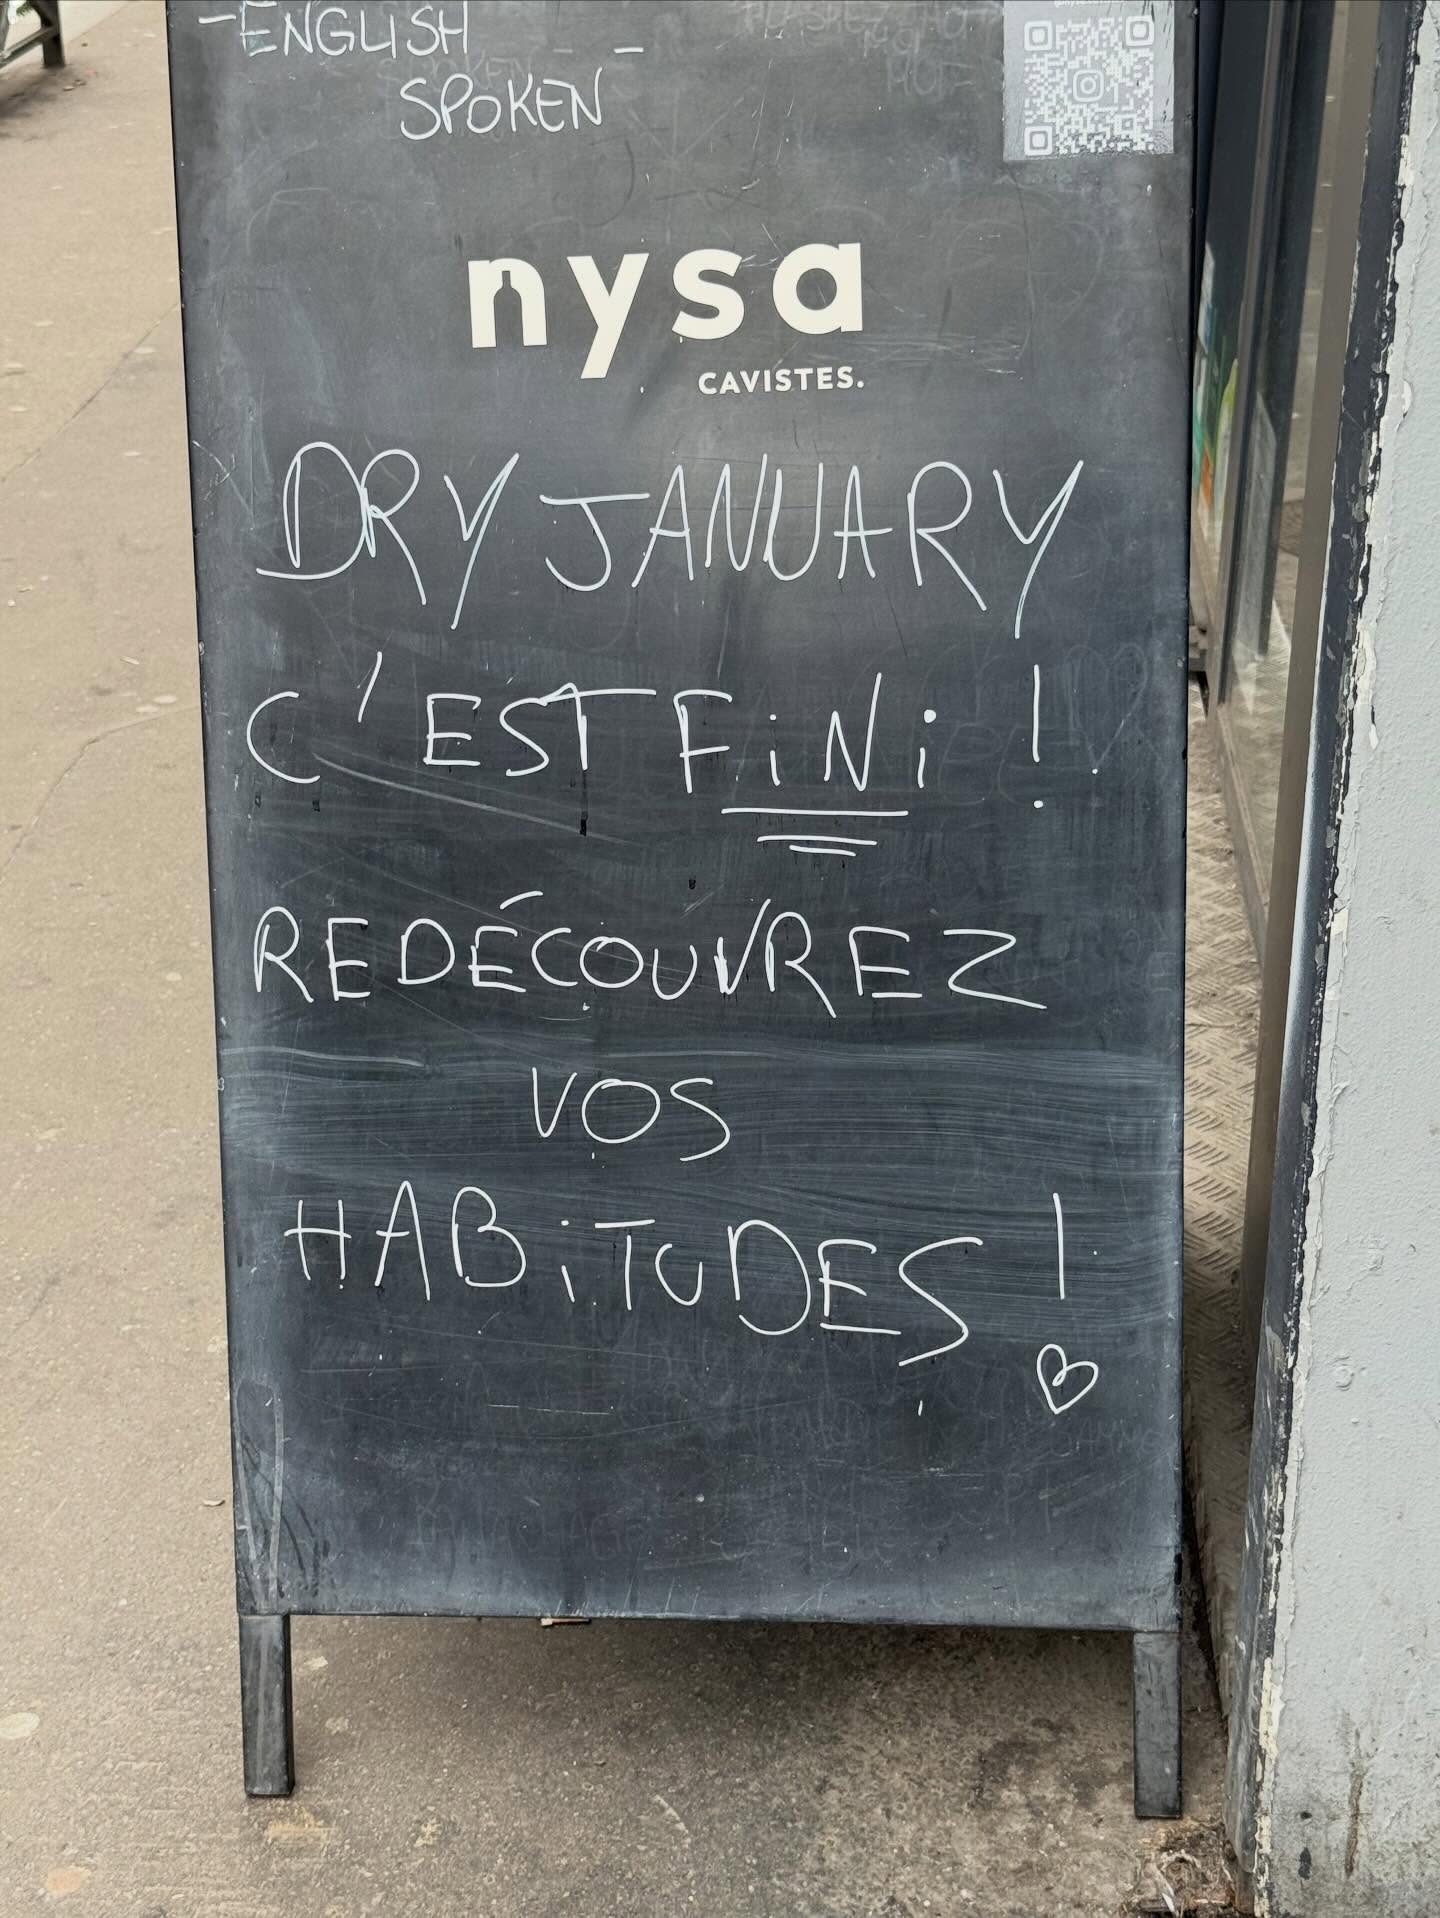 -ENGLISH -
SPOKEN
nysa
CAVISTES.
DRY JANUARY
C'EST FiNi !
REDÉCOUVREZ
VOS
HABiTUDES !